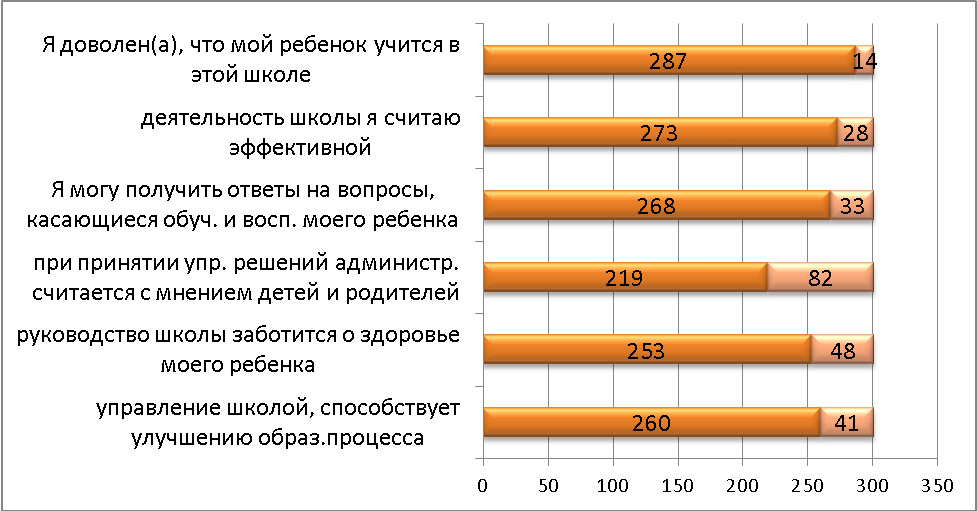 Я доволен(а), что мой ребенок учится в
этой школе
287 14
деятельность школы я считаю
эффективной
273 28
Я могу получить ответы на вопросы,
касающиеся обуч. и восп. моего ребенка
268 33
при принятии упр. решений администр.
считается с мнением детей и родителей
219 82
руководство школы заботится о здоровье
моего ребенка
253 48
управление школой, способствует
улучшению образ.процесса
260 41
0 50 100 150 200 250 300 350